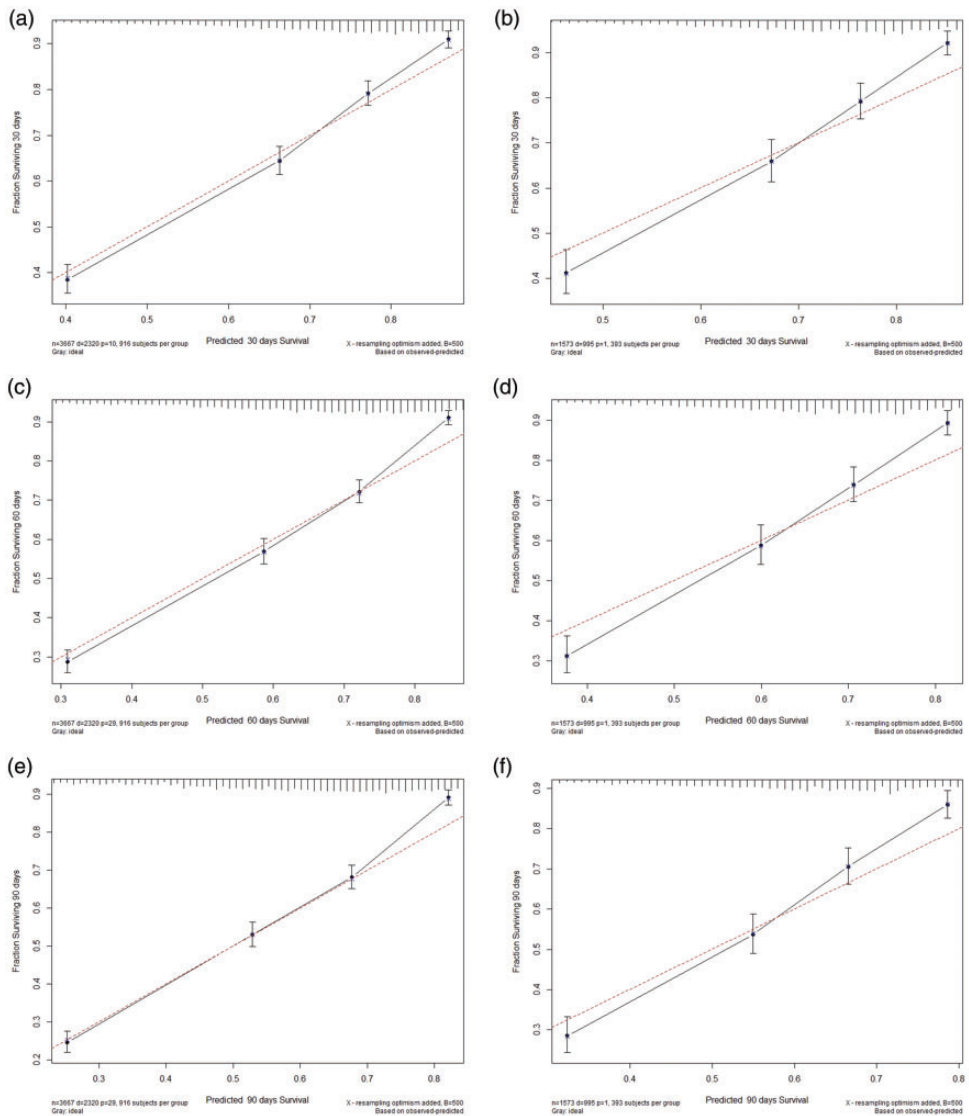 (a)
Fraction Surviving 30 days
0.9
0.8
0.7
0.6
0.5
0.4
0.4 0.5 0.6 0.7 0.8
n=3667 d=2320 p=10, 916 subjects per group
Gray: ideal
Predicted 30 days Survival
X - resampling optimism added, B=500
Based on observed-predicted
(b)
Fraction Surviving 30 days
0.9
0.8
0.7
0.6
0.5
0.4
0.5 0.6 0.7 0.8
n=1573 d=995 p=1, 393 subjects per group
Gray: ideal
Predicted 30 days Survival
X - resampling optimism added, B=500
Based on observed-predicted
(c)
Fraction Surviving 60 days
0.9
0.8
0.7
0.6
0.5
0.4
0.3
0.3 0.4 0.5 0.6 0.7 0.8
n=3667 d=2320 p=29, 916 subjects per group
Gray: ideal
Predicted 60 days Survival
X - resampling optimism added, B=500
Based on observed-predicted
(d)
Fraction Surviving 60 days
0.9
0.8
0.7
0.6
0.5
0.4
0.3
0.4 0.5 0.6 0.7 0.8
n=1573 d=995 p=1, 393 subjects per group
Gray: ideal
Predicted 60 days Survival
X - resampling optimism added, B=500
Based on observed-predicted
(e)
Fraction Surviving 90 days
0.9
0.8
0.7
0.6
0.5
0.4
0.3
0.2
0.3 0.4 0.5 0.6 0.7 0.8
n=3667 d=2320 p=29, 916 subjects per group
Gray: ideal
Predicted 90 days Survival
X - resampling optimism added, B=500
Based on observed-predicted
(f)
Fraction Surviving 90 days
0.9
0.8
0.7
0.6
0.5
0.4
0.3
0.4 0.5 0.6 0.7 0.8
n=1573 d=995 p=1, 393 subjects per group
Gray: ideal
Predicted 90 days Survival
X - resampling optimism added, B=500
Based on observed-predicted